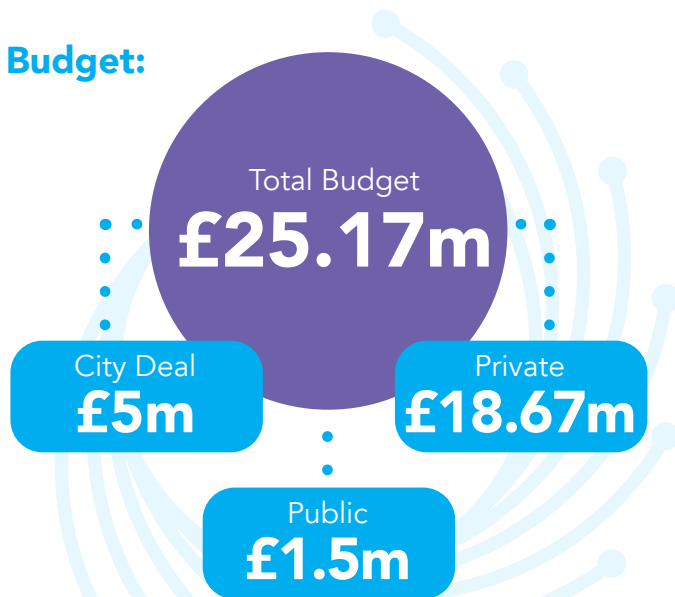 Budget:
Total Budget
£25.17m
City Deal
£5m
Private
£18.67m
Public
£1.5m